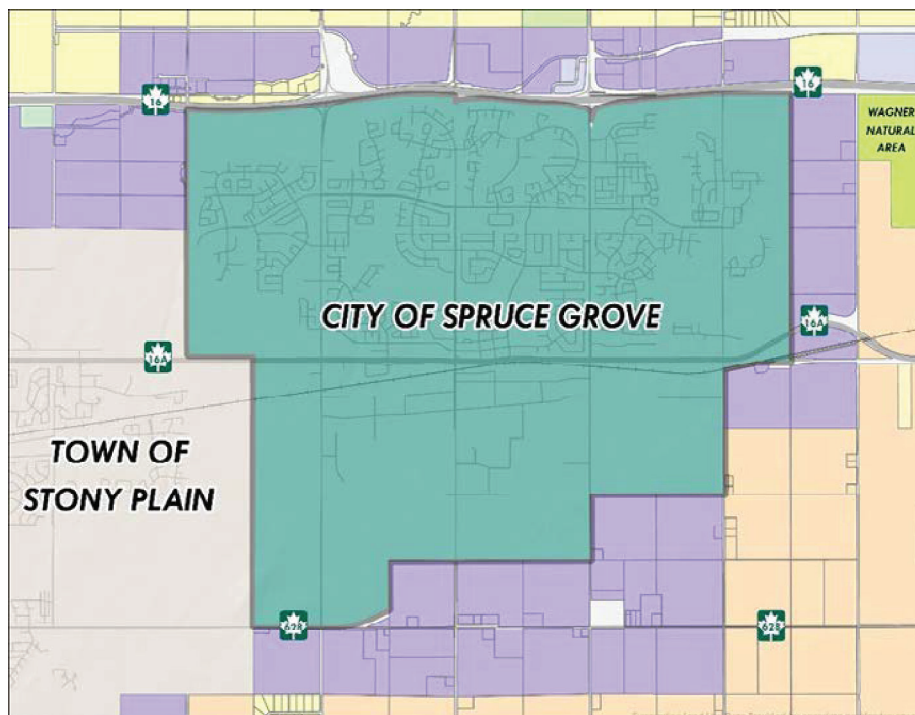 16
16
WAGNER
NATURAL
AREA
CITY OF SPRUCE GROVE
16A
16A
TOWN OF
STONY PLAIN
628
628